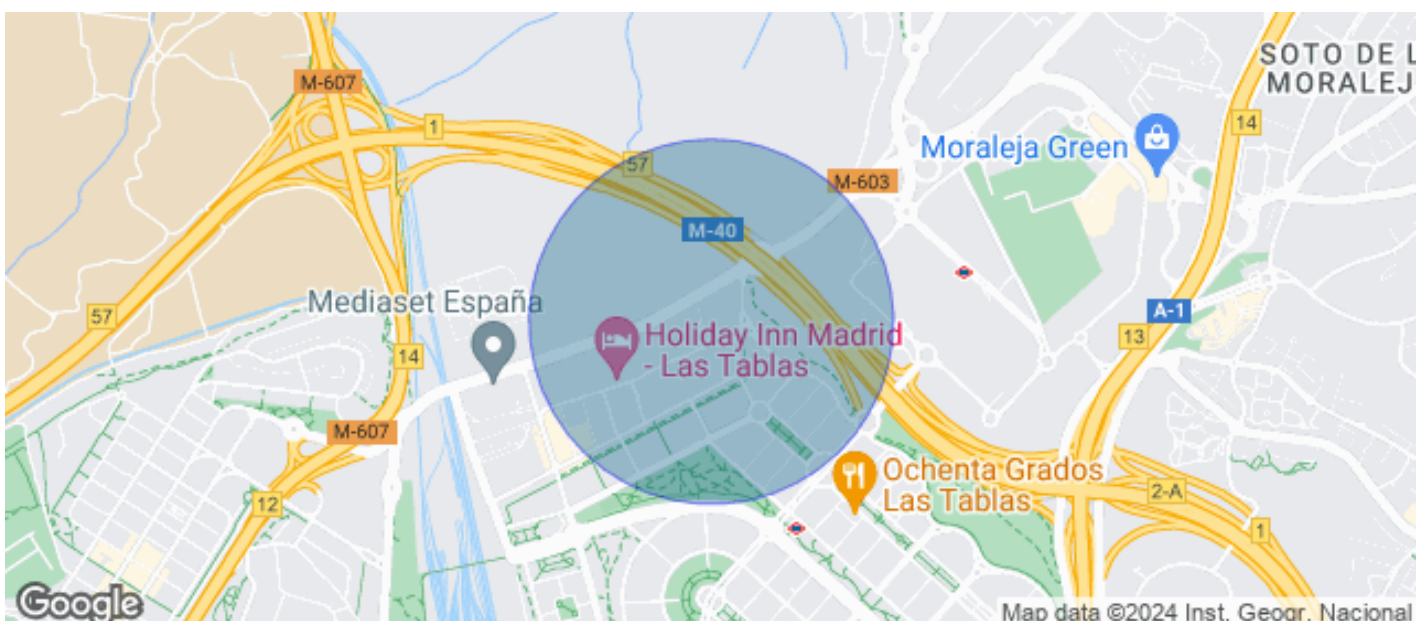 SOTO DE L
MORALEJ
M-607
1
14
57
Moraleja Green
M-603
M-40
Mediaset España
57
A-1
13
Holiday Inn Madrid
- Las Tablas
14
M-607
12
Ochenta Grados
Las Tablas
2-A
1
Google
Map data ©2024 Inst. Geogr. Nacional